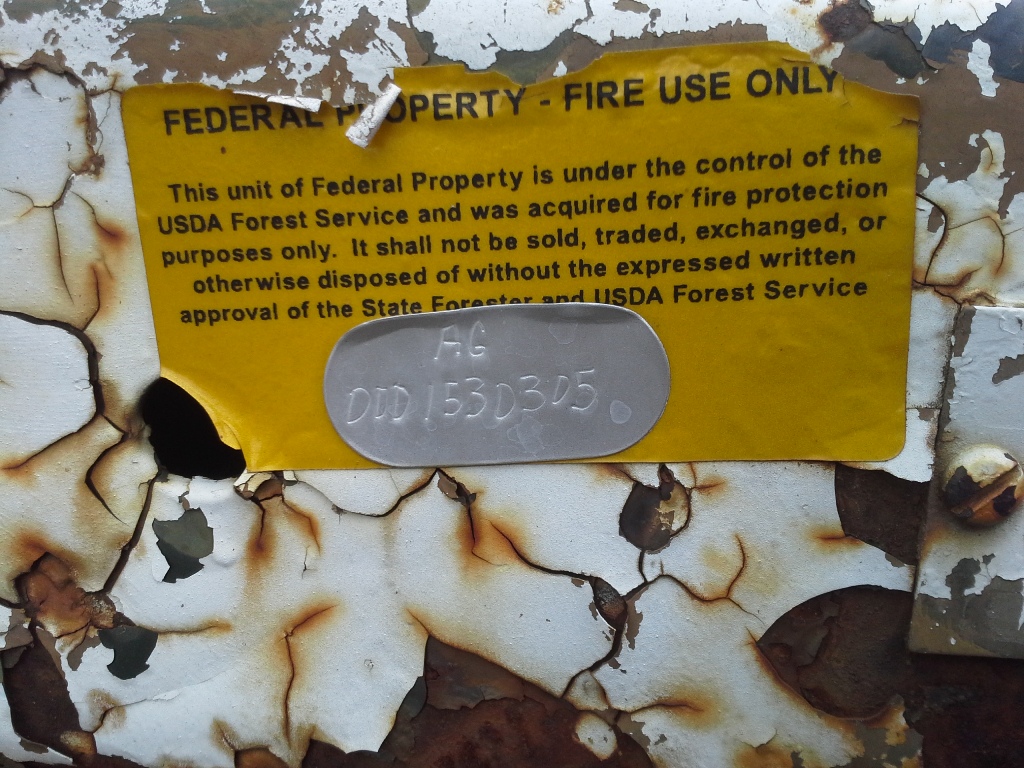 FEDERAL PROPERTY - FIRE USE ONLY
This unit of Federal Property is under the control of the
USDA Forest Service and was acquired for fire protection
purposes only. It shall not be sold, traded, exchanged, or
otherwise disposed of without the expressed written
approval of the State Forester and USDA Forest Service
AG